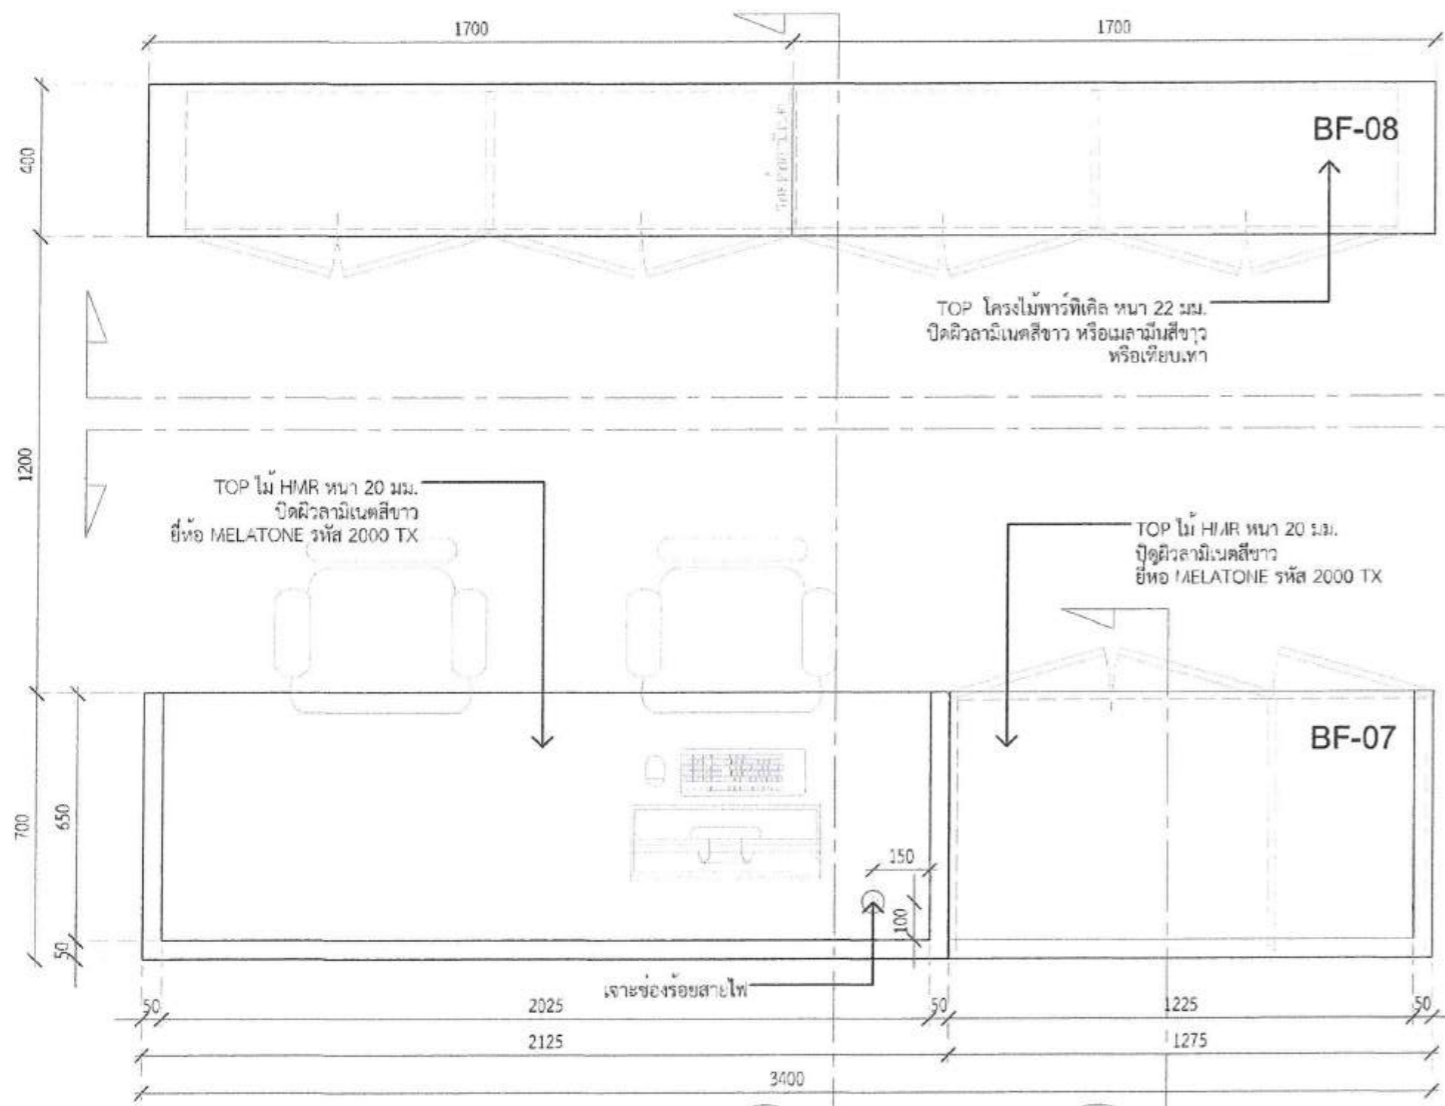 1700
1700
400
BF-08
TOP โครงไม้พาร์ทิเคิล หนา 22 มม.
ปิดผิวลามิเนตสีขาว หรือเมลามีนสีขาว
หรือเทียบเท่า
1200
TOP ไม้ HMR หนา 20 มม.
ปิดผิวลามิเนตสีขาว
ยี่ห้อ MELATONE รหัส 2000 TX
TOP ไม้ HMR หนา 20 มม.
ปิดผิวลามิเนตสีขาว
ยี่ห้อ MELATONE รหัส 2000 TX
BF-07
700
650
50
150
100
เจาะช่องร้อยสายไฟ
50
2025
50
1225
50
2125
1275
3400